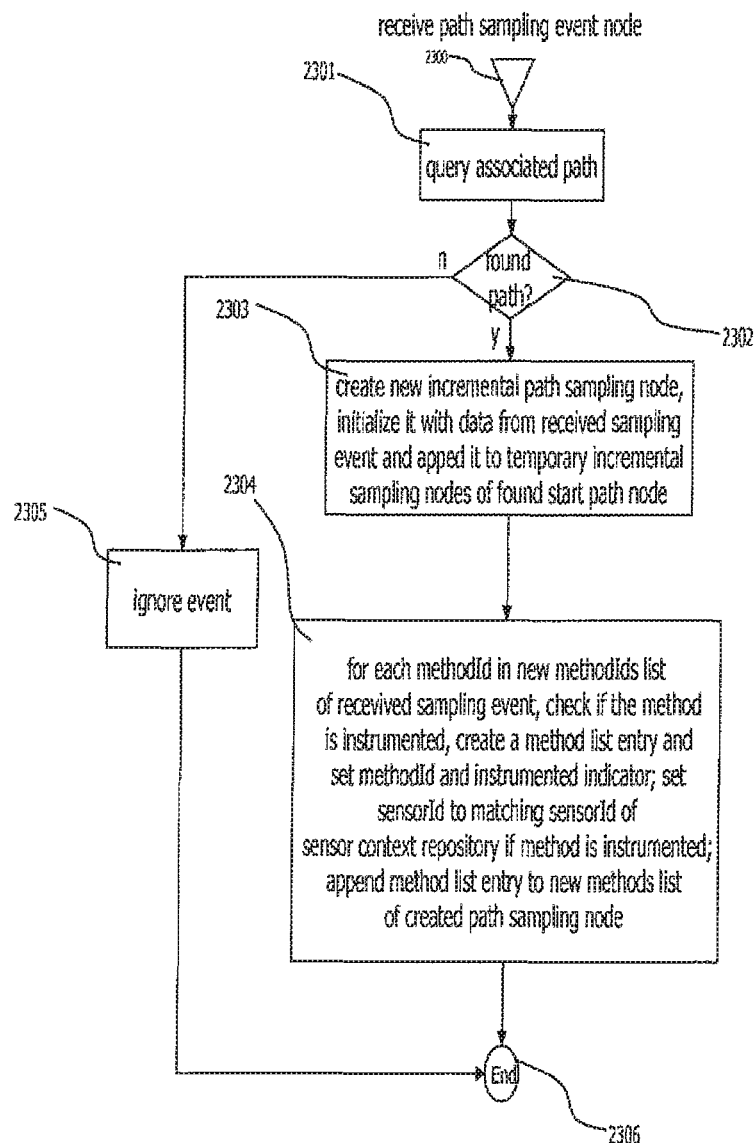 receive path sampling event node
2300
2301
query associated path
n
found
path?
2302
y
2303
create new incremental path sampling node,
initialize it with data from received sampling
event and apped it to temporary incremental
sampling nodes of found start path node
2304
2305
ignore event
for each methodId in new methodIds list
of recevived sampling event, check if the method
is instrumented, create a method list entry and
set methodId and instrumented indicator; set
sensorId to matching sensorId of
sensor context repository if method is instrumented;
append method list entry to new methods list
of created path sampling node
End
2306